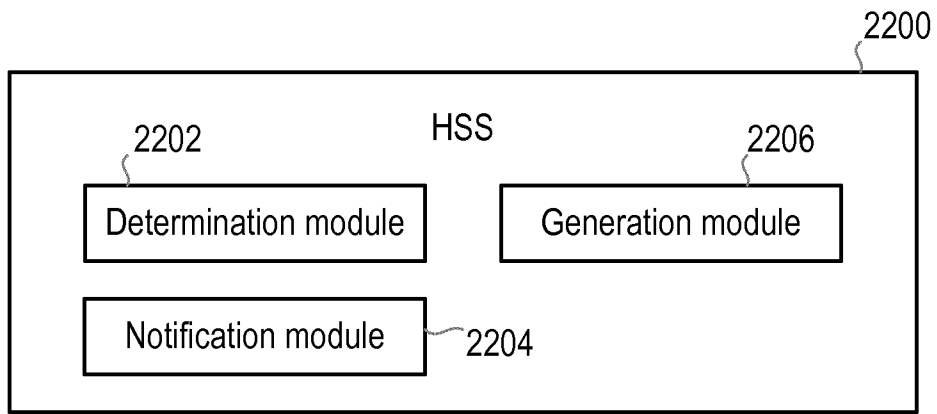 2200
HSS
2202
2206
Determination module
Generation module
Notification module
2204